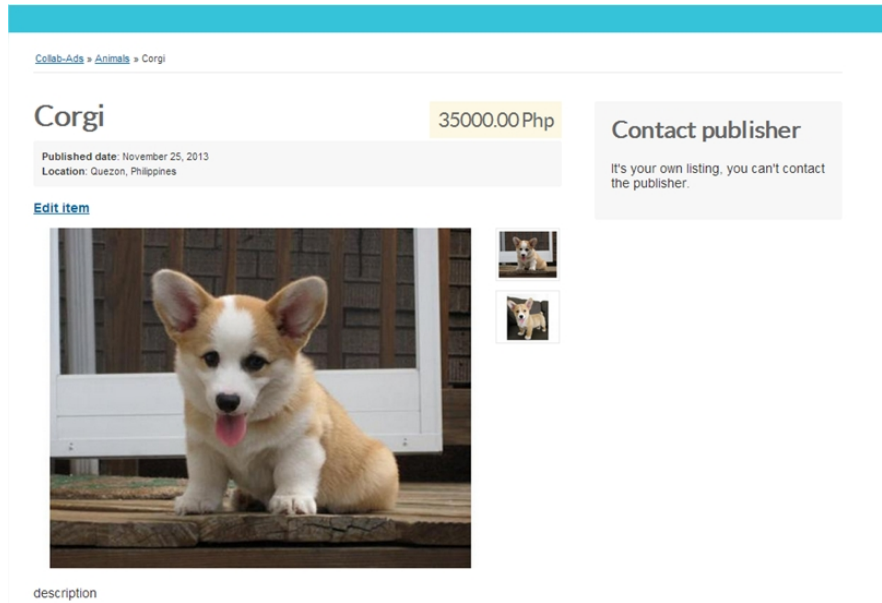 Collab-Ads » Animals » Corgi
Corgi
35000.00 Php
Published date: November 25, 2013
Location: Quezon, Philippines
Edit item
Contact publisher
It's your own listing, you can't contact
the publisher.
description